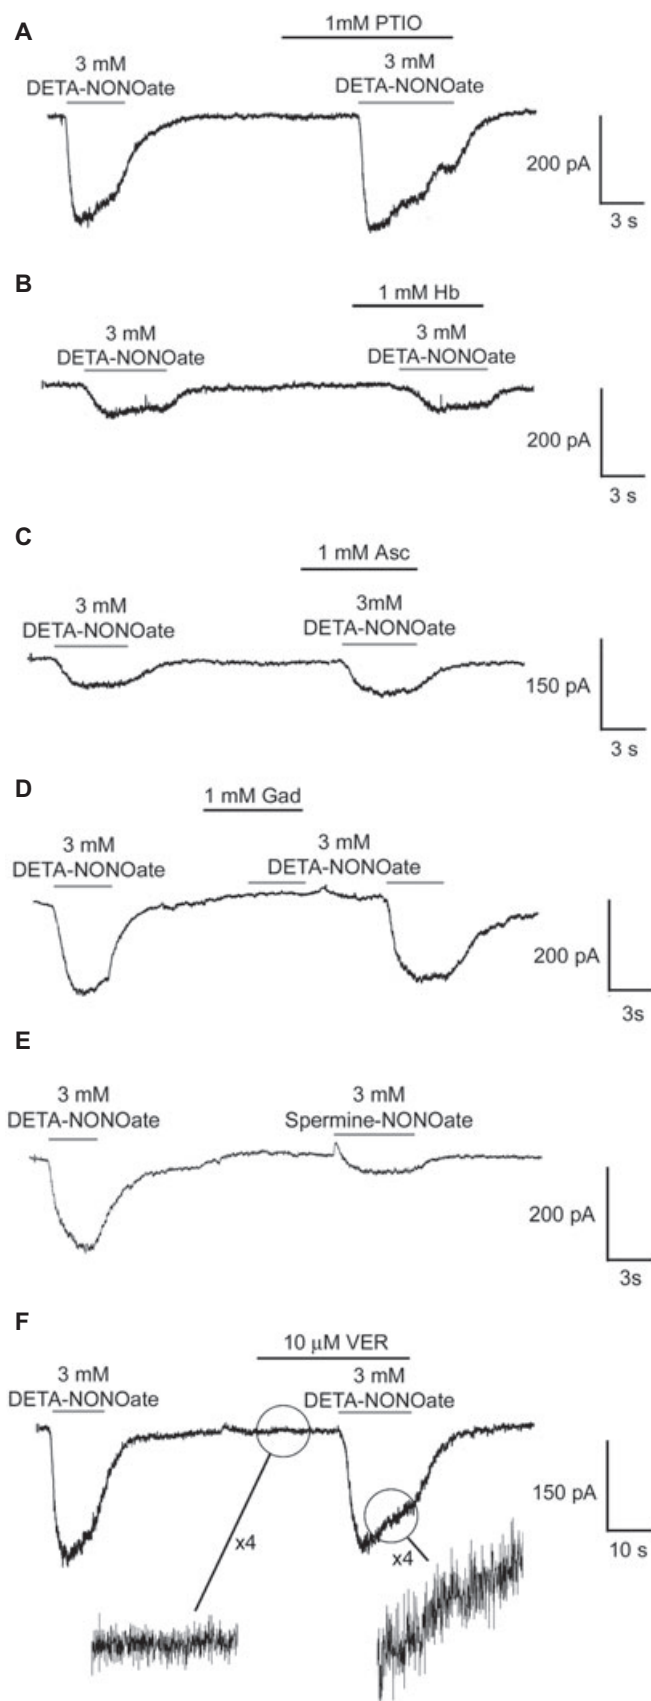 A
1mM PTIO
3 mM
DETA-NONOate
3 mM
DETA-NONOate
200 pA
3 s
B
1 mM Hb
3 mM
DETA-NONOate
3 mM
DETA-NONOate
200 pA
3 s
C
1 mM Asc
3 mM
DETA-NONOate
3mM
DETA-NONOate
150 pA
3 s
D
1 mM Gad
3 mM
DETA-NONOate
3 mM
DETA-NONOate
200 pA
3s
E
3 mM
DETA-NONOate
3 mM
Spermine-NONOate
200 pA
3s
F
10 μM VER
3 mM
DETA-NONOate
3 mM
DETA-NONOate
150 pA
10 s
x4
x4